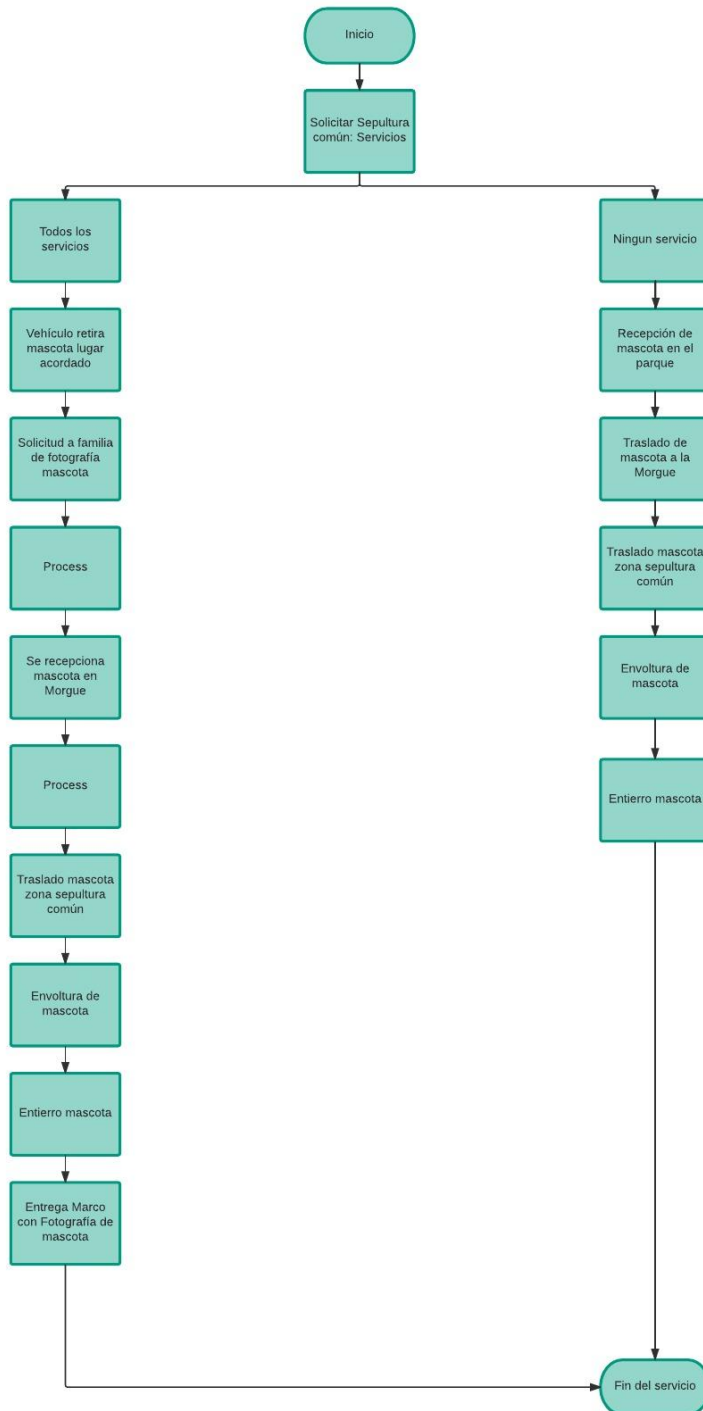 Inicio
Solicitar Sepultura
común: Servicios
Todos los
servicios
Vehículo retira
mascota lugar
acordado
Solicitud a familia
de fotografía
mascota
Process
Se recepciona
mascota en
Morgue
Process
Traslado mascota
zona sepultura
común
Envoltura de
mascota
Entierro mascota
Entrega Marco
con Fotografía de
mascota
Ningun servicio
Recepción de
mascota en el
parque
Traslado de
mascota a la
Morgue
Traslado mascota
zona sepultura
común
Envoltura de
mascota
Entierro mascota
Fin del servicio